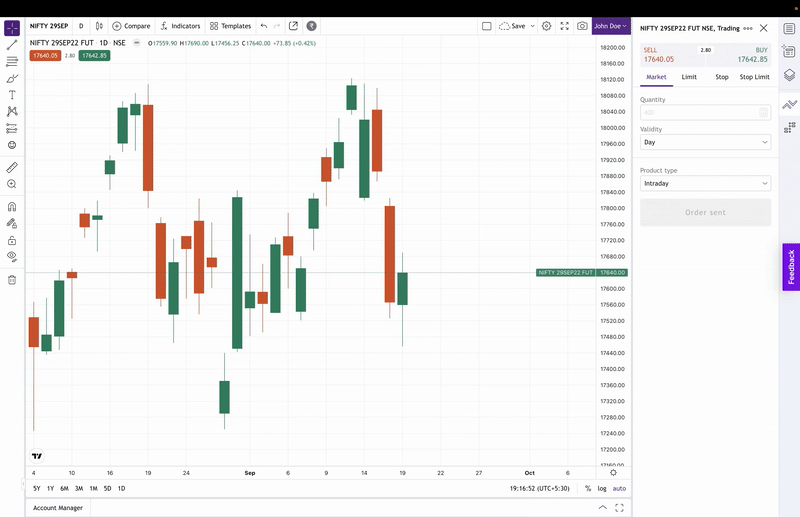 NIFTY 29SEP D Compare Indicators Templates Save John Doe
NIFTY 29SEP22 FUT · 1D · NSE O17559.90 H17690.00 L17456.25 C17640.00 +73.85 (+0.42%)
17640.05 2.80 17642.85
18200.00
18160.00
18120.00
18080.00
18040.00
18000.00
17960.00
17920.00
17880.00
17840.00
17800.00
17760.00
17720.00
17680.00
NIFTY 29SEP22 FUT 17640.00
17600.00
17560.00
17520.00
17480.00
17440.00
17400.00
17360.00
17320.00
17280.00
17240.00
17200.00
17160.00
4 10 16 19 24 Sep 6 9 14 19 22 27 Oct 6
5Y 1Y 6M 3M 1M 5D 1D 19:16:52 (UTC+5:30) % log auto
Account Manager
NIFTY 29SEP22 FUT NSE, Trading
SELL 2.80 BUY
17640.05 17642.85
Market Limit Stop Stop Limit
Quantity
Validity
Day
Product type
Intraday
Order sent
Feedback